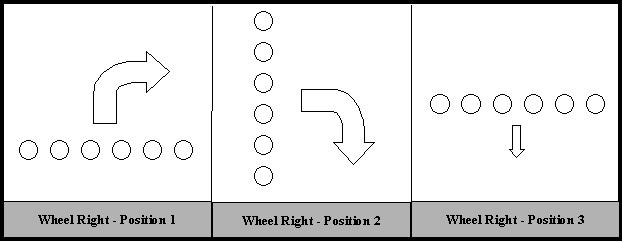 Wheel Right - Position 1
Wheel Right - Position 2
Wheel Right - Position 3